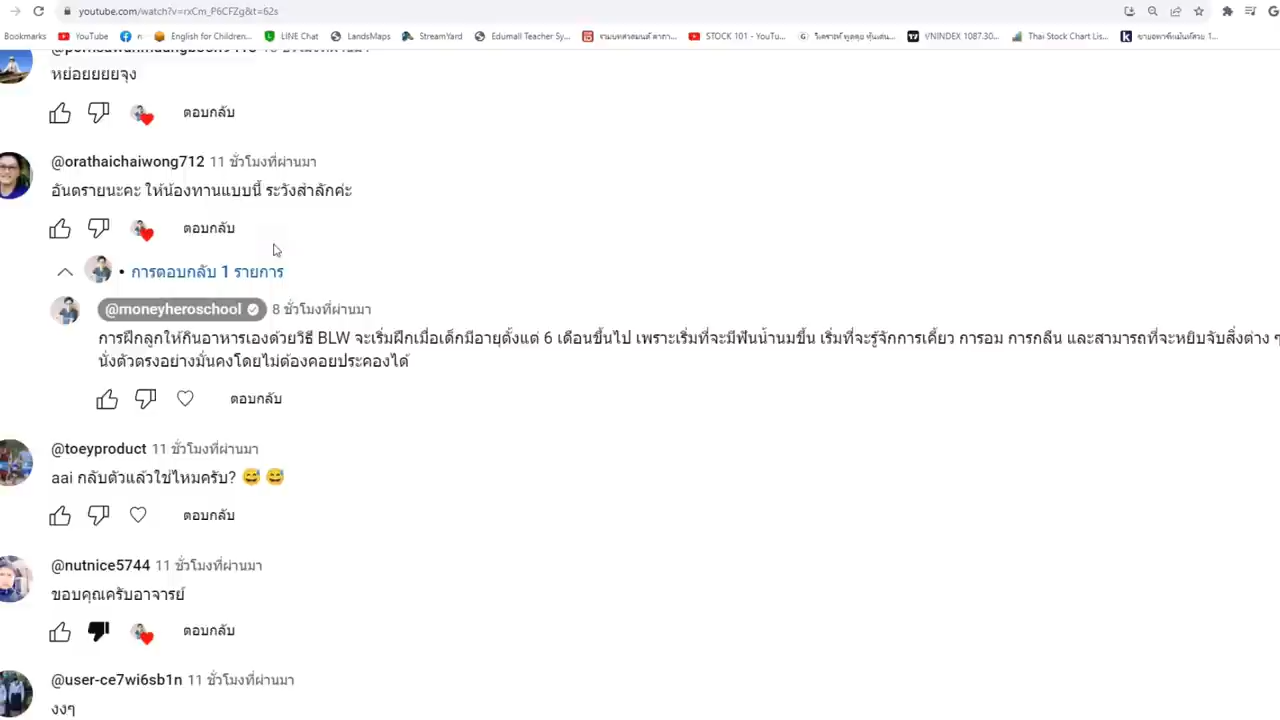 youtube.com/watch?v=rxCm_P6CFZg&t=62s
Bookmarks YouTube n English for Children... LINE Chat LandsMaps StreamYard Edumall Teacher Sy... STOCK 101 - YouTu... VNINDEX 1087.30... Thai Stock Chart Lis...
หย่อยยยยจุง
ตอบกลับ
@orathaichaiwong712 11 ชั่วโมงที่ผ่านมา
อันตรายนะคะ ให้น้องทานแบบนี้ ระวังสำลักค่ะ
ตอบกลับ
• การตอบกลับ 1 รายการ
@moneyheroschool 8 ชั่วโมงที่ผ่านมา
การฝึกลูกให้กินอาหารเองด้วยวิธี BLW จะเริ่มฝึกเมื่อเด็กมีอายุตั้งแต่ 6 เดือนขึ้นไป เพราะเริ่มที่จะมีฟันน้ำนมขึ้น เริ่มที่จะรู้จักการเคี้ยว การอม การกลืน และสามารถที่จะหยิบจับสิ่งต่าง ๆ
นั่งตัวตรงอย่างมั่นคงโดยไม่ต้องคอยประคองได้
ตอบกลับ
@toeyproduct 11 ชั่วโมงที่ผ่านมา
aai กลับตัวแล้วใช่ไหมครับ? 😅 😅
ตอบกลับ
@nutnice5744 11 ชั่วโมงที่ผ่านมา
ขอบคุณครับอาจารย์
ตอบกลับ
@user-ce7wi6sb1n 11 ชั่วโมงที่ผ่านมา
งงๆ